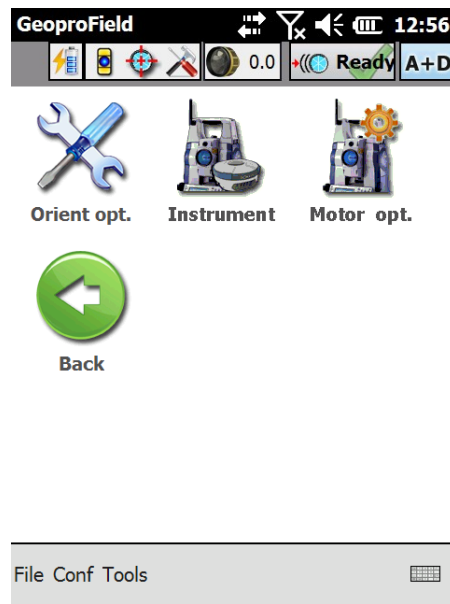 GeoproField 12:56
0.0 Ready A+D
Orient opt. Instrument Motor opt.
Back
File Conf Tools